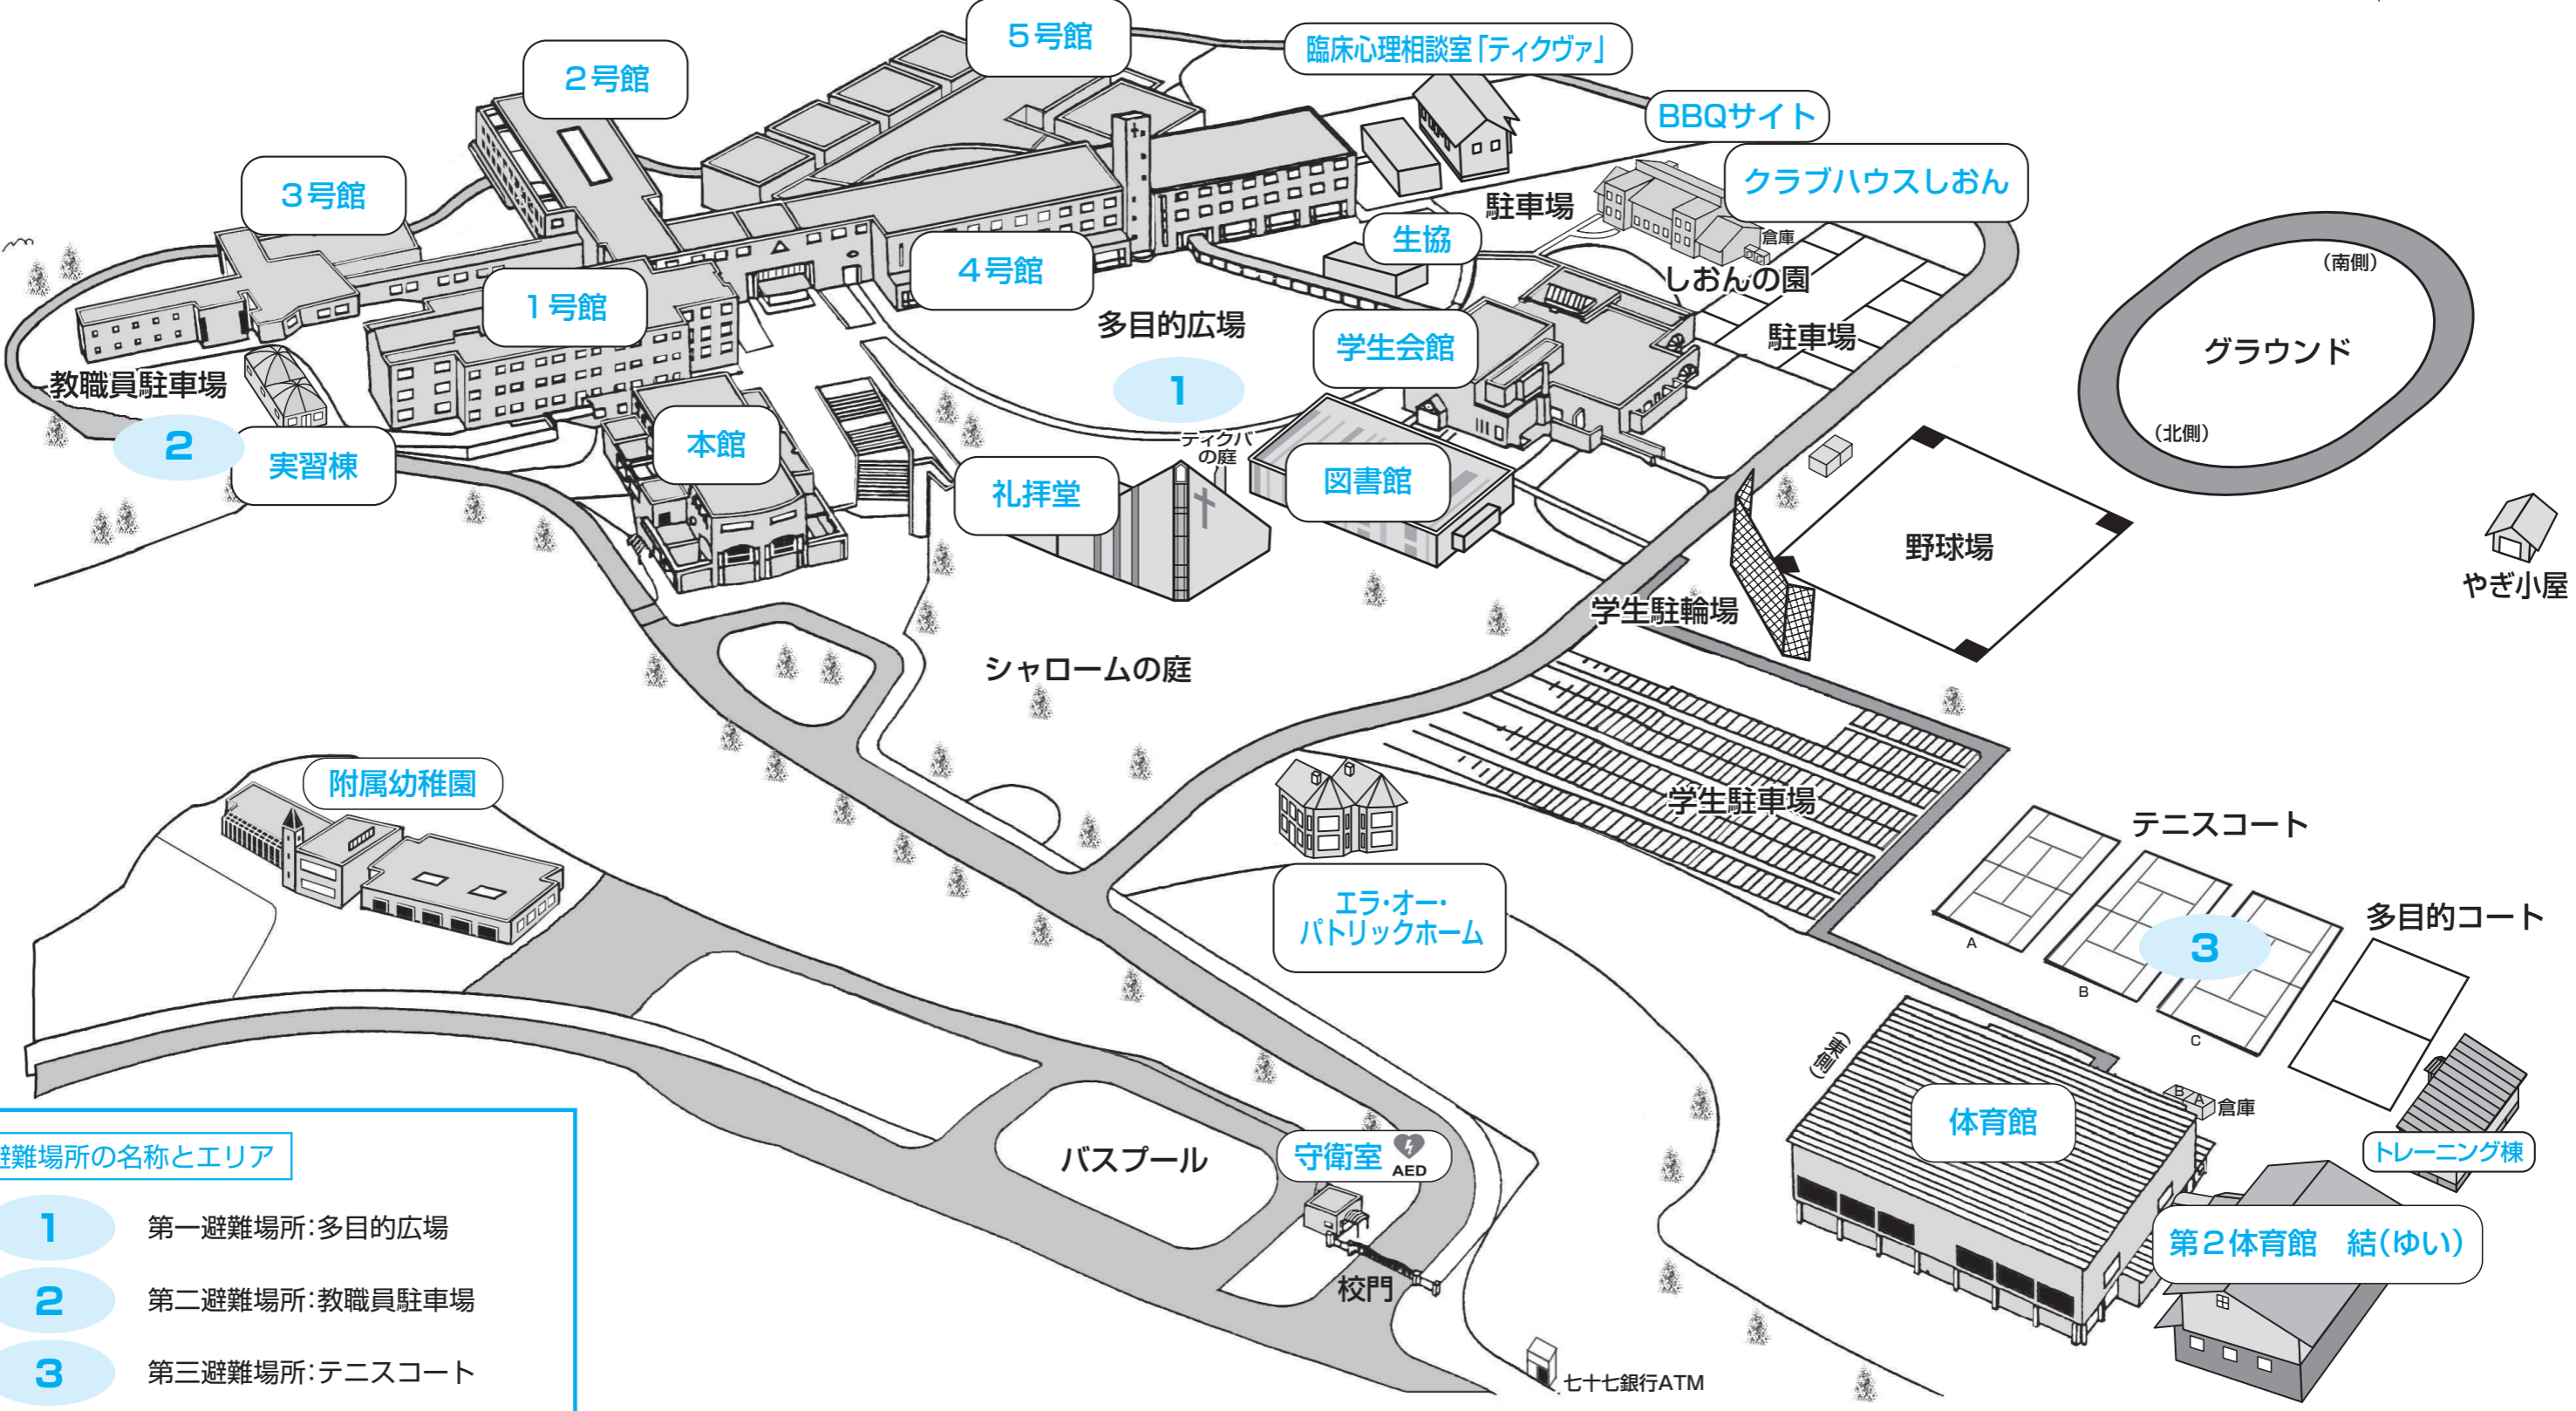 5号館
臨床心理相談室「ティクヴァ」
2号館
BBQサイト
クラブハウスしおん
3号館
駐車場
倉庫
生協
4号館
しおんの園
(南側)
1号館
多目的広場
学生会館
駐車場
グラウンド
教職員駐車場
1
(北側)
2
本館
ティクバ
の庭
実習棟
礼拝堂
図書館
野球場
やぎ小屋
学生駐輪場
シャロームの庭
附属幼稚園
学生駐車場
テニスコート
エラ・オー・
パトリックホーム
多目的コート
A
3
B
C
(東側)
B A
倉庫
体育館
トレーニング棟
バスプール
守衛室
AED
第2体育館 結(ゆい)
校門
七十七銀行ATM
避難場所の名称とエリア
1 第一避難場所:多目的広場
2 第二避難場所:教職員駐車場
3 第三避難場所:テニスコート